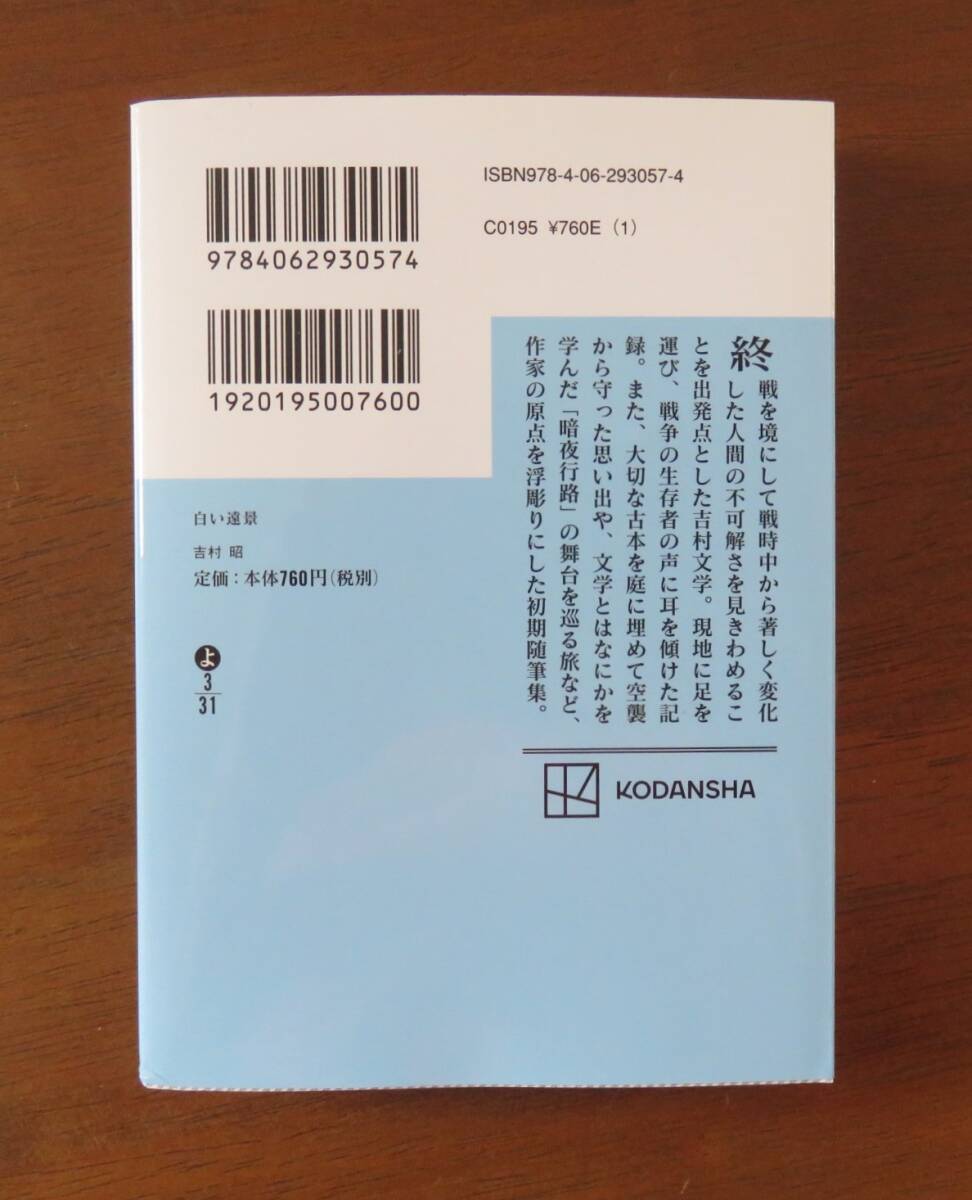 ISBN978-4-06-293057-4
C0195 ¥760E (1)
9784062930574
1920195007600
終戦を境にして戦時中から著しく変化
した人間の不可解さを見きわめるこ
とを出発点とした吉村文学。現地に足を
運び、戦争の生存者の声に耳を傾けた記
録。また、大切な古本を庭に埋めて空襲
から守った思い出や、文学とはなにかを
学んだ「暗夜行路」の舞台を巡る旅など、
作家の原点を浮彫りにした初期随筆集。
白い遠景
吉村 昭
定価：本体760円（税別）
よ
3
31
KODANSHA